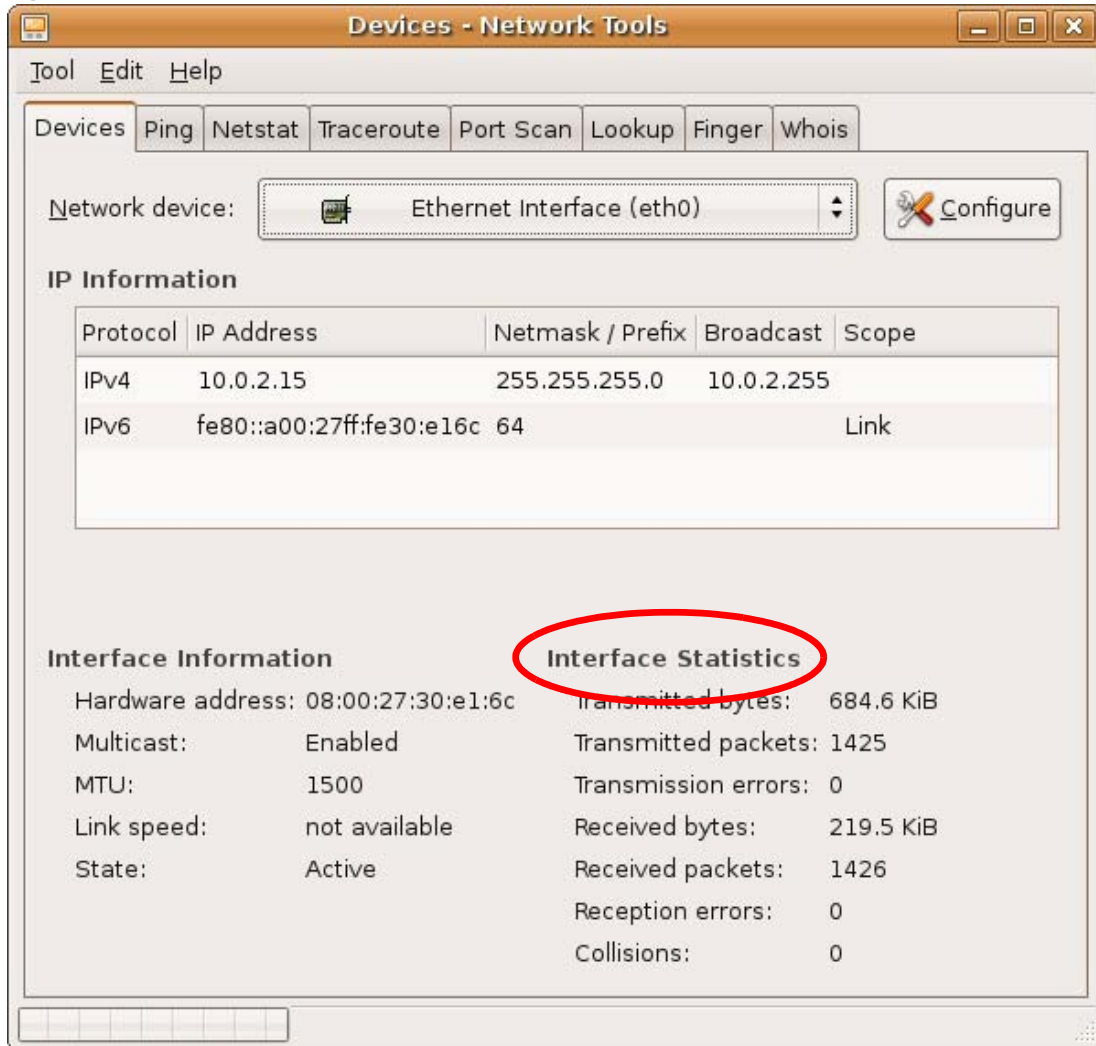 Devices - Network Tools
Tool Edit Help
Devices Ping Netstat Traceroute Port Scan Lookup Finger Whois
Network device: Ethernet Interface (eth0) Configure
IP Information
Protocol IP Address Netmask / Prefix Broadcast Scope
IPv4 10.0.2.15 255.255.255.0 10.0.2.255
IPv6 fe80::a00:27ff:fe30:e16c 64 Link
Interface Information
Hardware address: 08:00:27:30:e1:6c
Multicast: Enabled
MTU: 1500
Link speed: not available
State: Active
Interface Statistics
Transmitted bytes: 684.6 KiB
Transmitted packets: 1425
Transmission errors: 0
Received bytes: 219.5 KiB
Received packets: 1426
Reception errors: 0
Collisions: 0